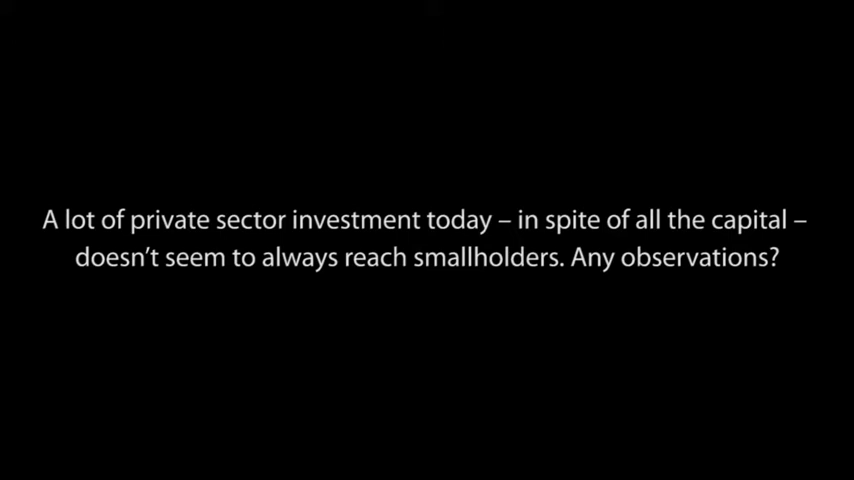 A lot of private sector investment today – in spite of all the capital –
doesn’t seem to always reach smallholders. Any observations?